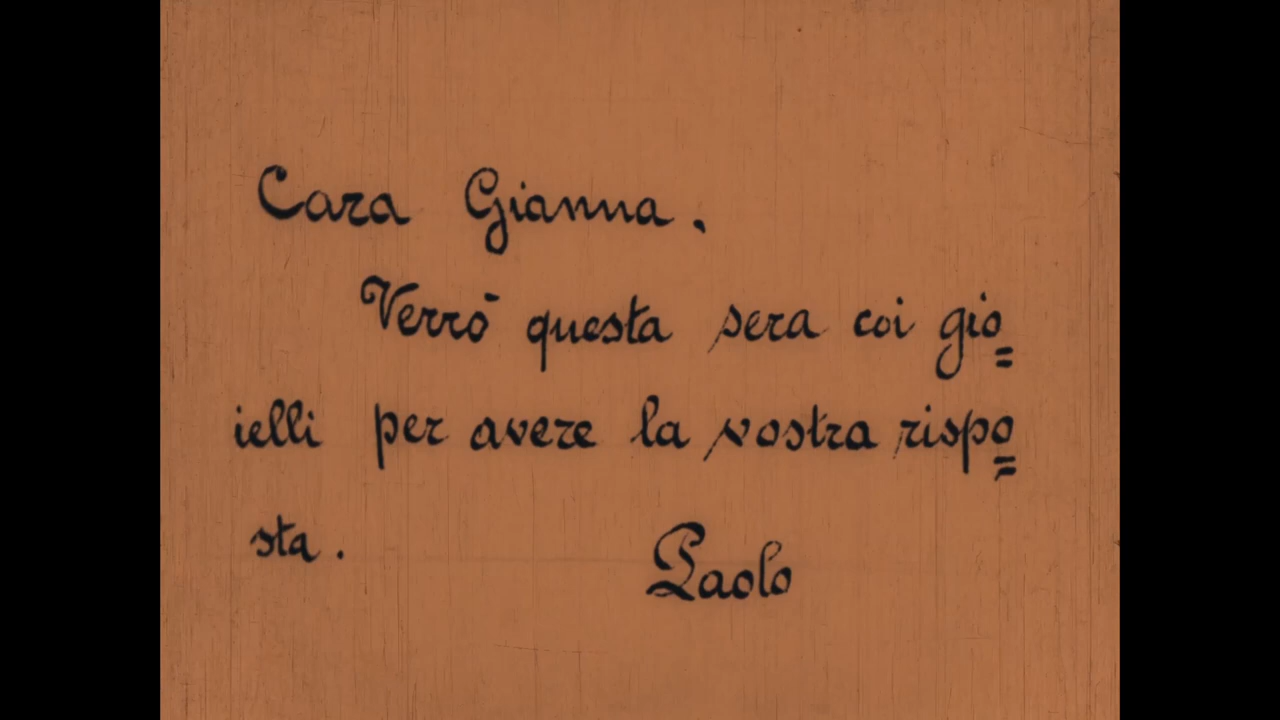 Cara Gianna.
Verrò questa sera coi gio=
ielli per avere la vostra rispo=
sta.
Paolo